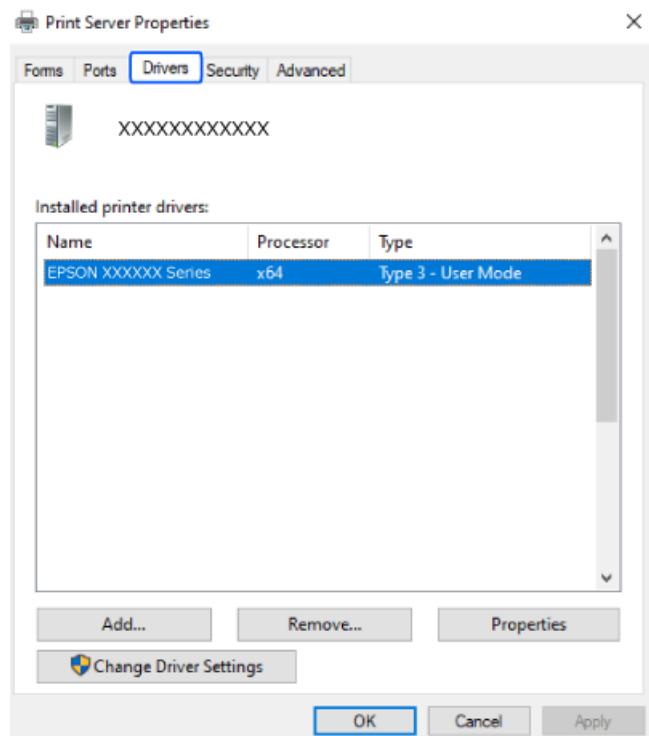 Print Server Properties
Forms Ports Drivers Security Advanced
XXXXXXXXXXXX
Installed printer drivers:
Name Processor Type
EPSON XXXXXX Series x64 Type 3 - User Mode
Add... Remove... Properties
Change Driver Settings
OK Cancel Apply